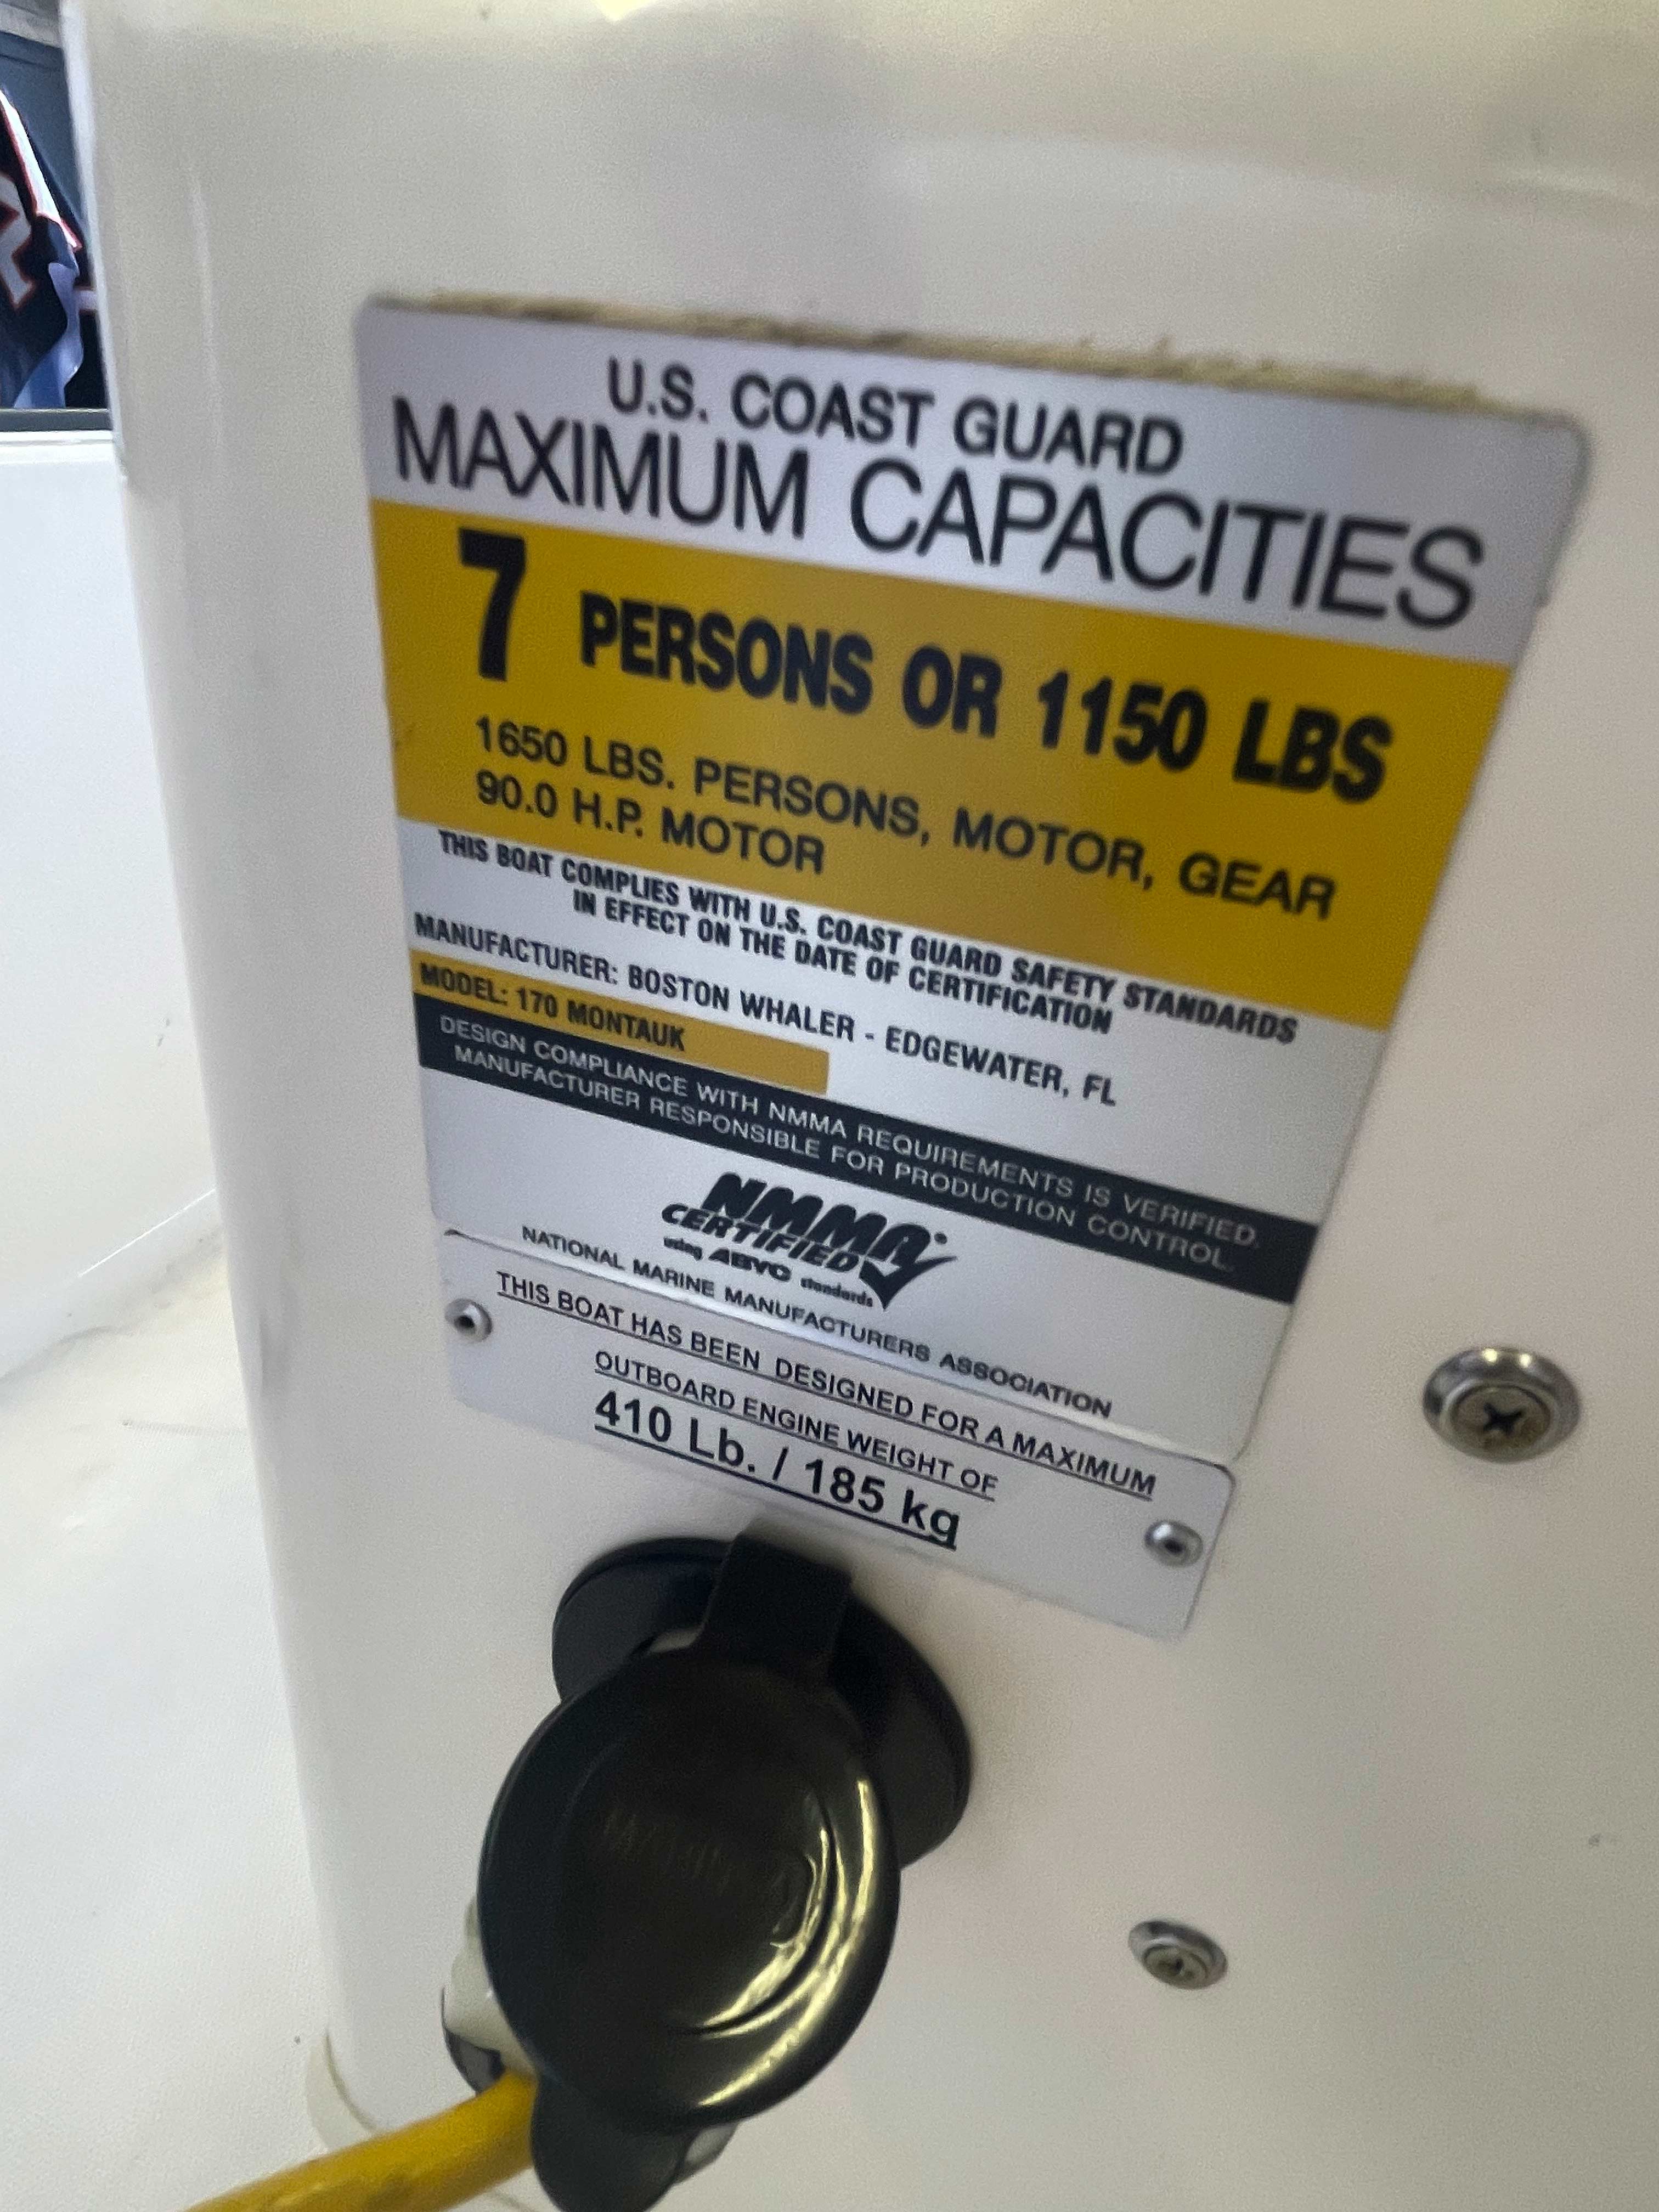 U.S. COAST GUARD
MAXIMUM CAPACITIES
7 PERSONS OR 1150 LBS
1650 LBS. PERSONS, MOTOR, GEAR
90.0 H.P. MOTOR
THIS BOAT COMPLIES WITH U.S. COAST GUARD SAFETY STANDARDS
IN EFFECT ON THE DATE OF CERTIFICATION
MANUFACTURER: BOSTON WHALER - EDGEWATER, FL
MODEL: 170 MONTAUK
DESIGN COMPLIANCE WITH NMMA REQUIREMENTS IS VERIFIED.
MANUFACTURER RESPONSIBLE FOR PRODUCTION CONTROL.
NMMA®
CERTIFIED
using ABYC standards
NATIONAL MARINE MANUFACTURERS ASSOCIATION
THIS BOAT HAS BEEN DESIGNED FOR A MAXIMUM
OUTBOARD ENGINE WEIGHT OF
410 Lb. / 185 kg